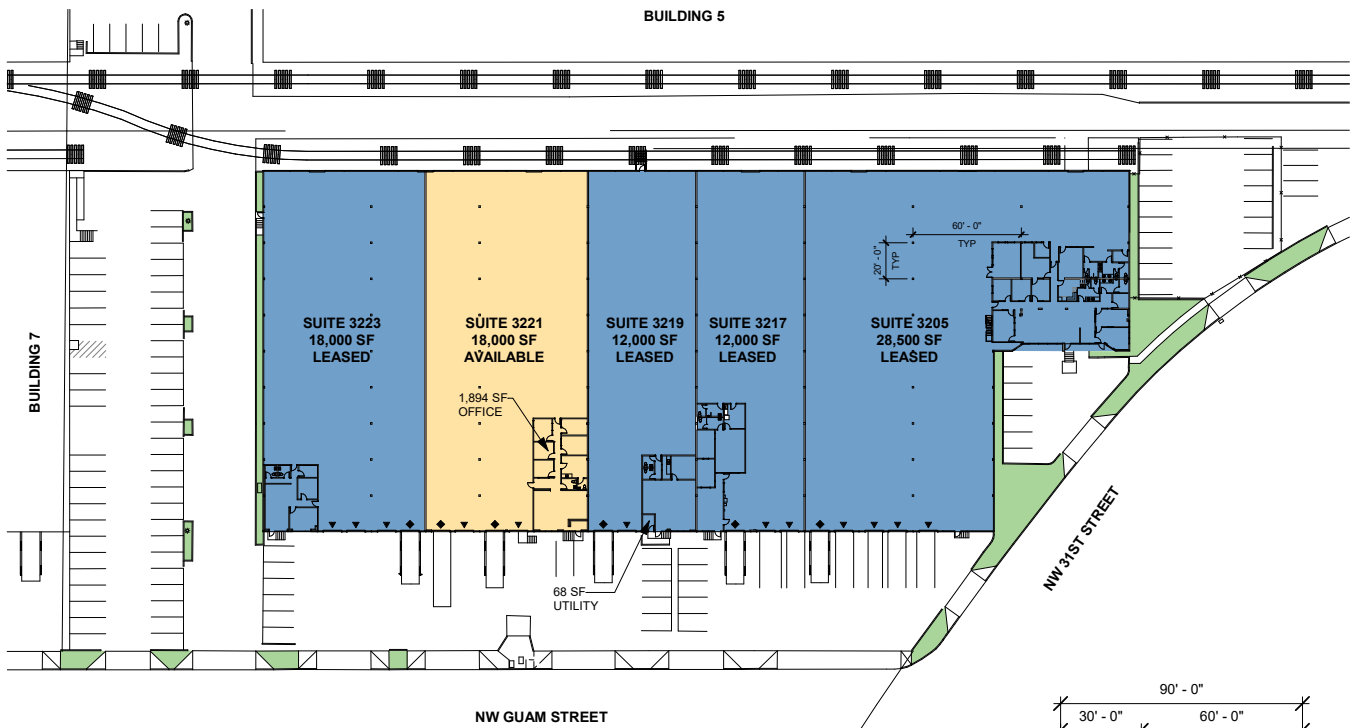 BUILDING 5
60' - 0"
TYP
20' - 0"
TYP
SUITE 3223
18,000 SF
LEASED
SUITE 3221
18,000 SF
AVAILABLE
SUITE 3219
12,000 SF
LEASED
SUITE 3217
12,000 SF
LEASED
SUITE 3205
28,500 SF
LEASED
BUILDING 7
1,894 SF
OFFICE
68 SF
UTILITY
NW 31ST STREET
NW GUAM STREET
90' - 0"
30' - 0"
60' - 0"